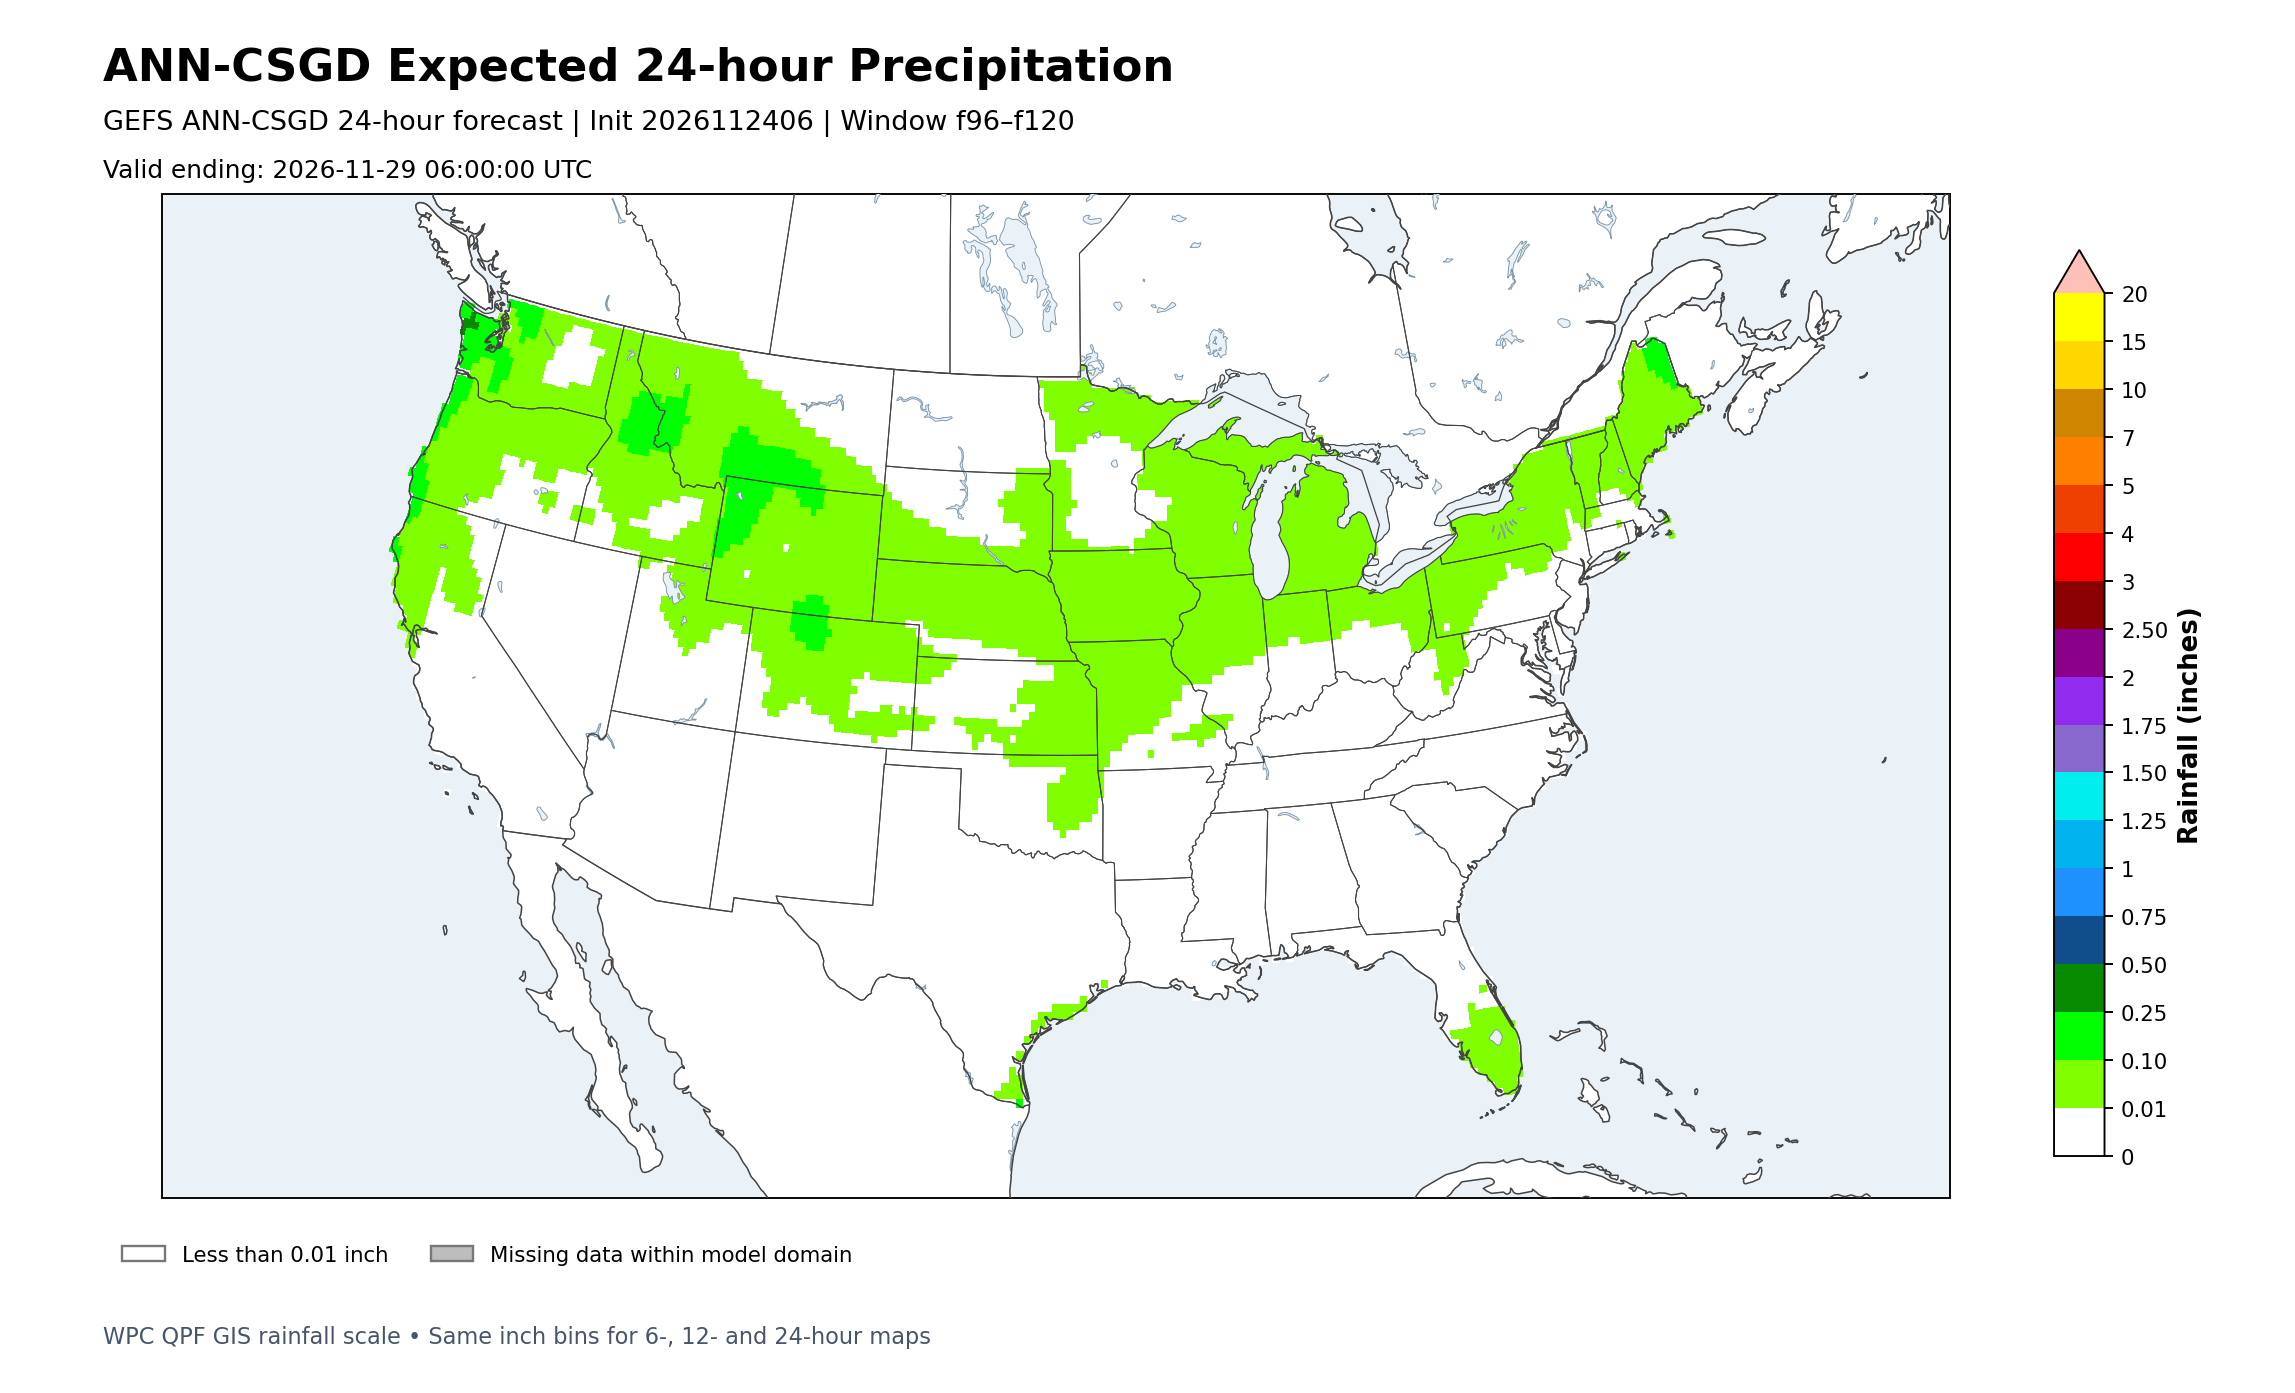 ANN-CSGD Expected 24-hour Precipitation
GEFS ANN-CSGD 24-hour forecast | Init 2026112406 | Window f96–f120
Valid ending: 2026-11-29 06:00:00 UTC
20
15
10
7
5
4
3
2.50
2
1.75
1.50
1.25
1
0.75
0.50
0.25
0.10
0.01
0
Rainfall (inches)
Less than 0.01 inch
Missing data within model domain
WPC QPF GIS rainfall scale • Same inch bins for 6-, 12- and 24-hour maps